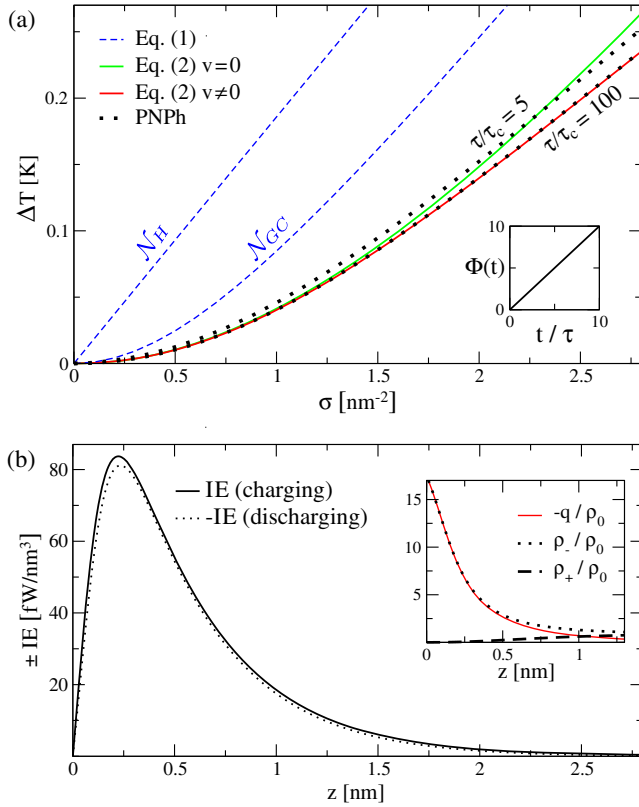 (a)
Eq. (1)
Eq. (2) v=0
Eq. (2) v≠0
PNPh
𝒩_H
𝒩_GC
τ/τ_c = 5
τ/τ_c = 100
ΔT [K]
0.2
0.1
0
0.5
1
1.5
2
2.5
σ [nm⁻²]
Φ(t)
10
5
0
0
10
t / τ
(b)
IE (charging)
-IE (discharging)
± IE [fW/nm³]
80
60
40
20
0
0.5
1
1.5
2
2.5
z [nm]
-q / ρ₀
ρ₋ / ρ₀
ρ₊ / ρ₀
15
10
5
0
0.5
1
z [nm]